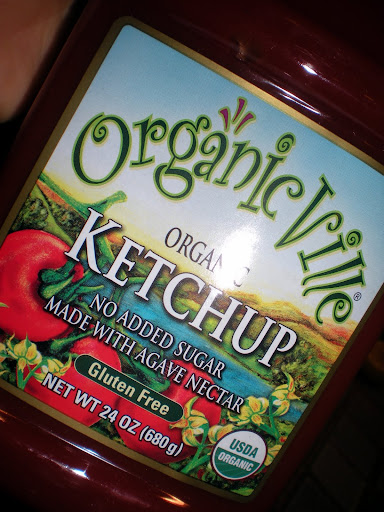 OrganicVille®
ORGANIC
KETCHUP
NO ADDED SUGAR
MADE WITH AGAVE NECTAR
Gluten Free
NET WT 24 OZ (680g)
USDA
ORGANIC